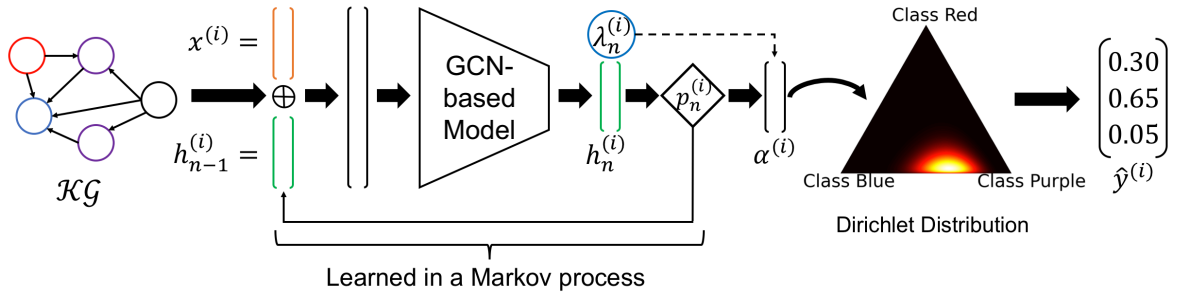 𝒦𝒢
x^{(i)} =
⊕
h_{n-1}^{(i)} =
GCN-
based
Model
λ_n^{(i)}
h_n^{(i)}
p_n^{(i)}
α^{(i)}
Learned in a Markov process
Class Red
Class Blue
Class Purple
Dirichlet Distribution
0.30
0.65
0.05
ŷ^{(i)}